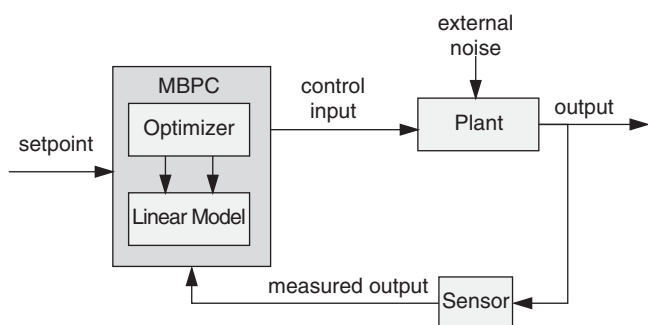 external
noise
MBPC
control
input
output
Optimizer
Plant
setpoint
Linear Model
measured output
Sensor